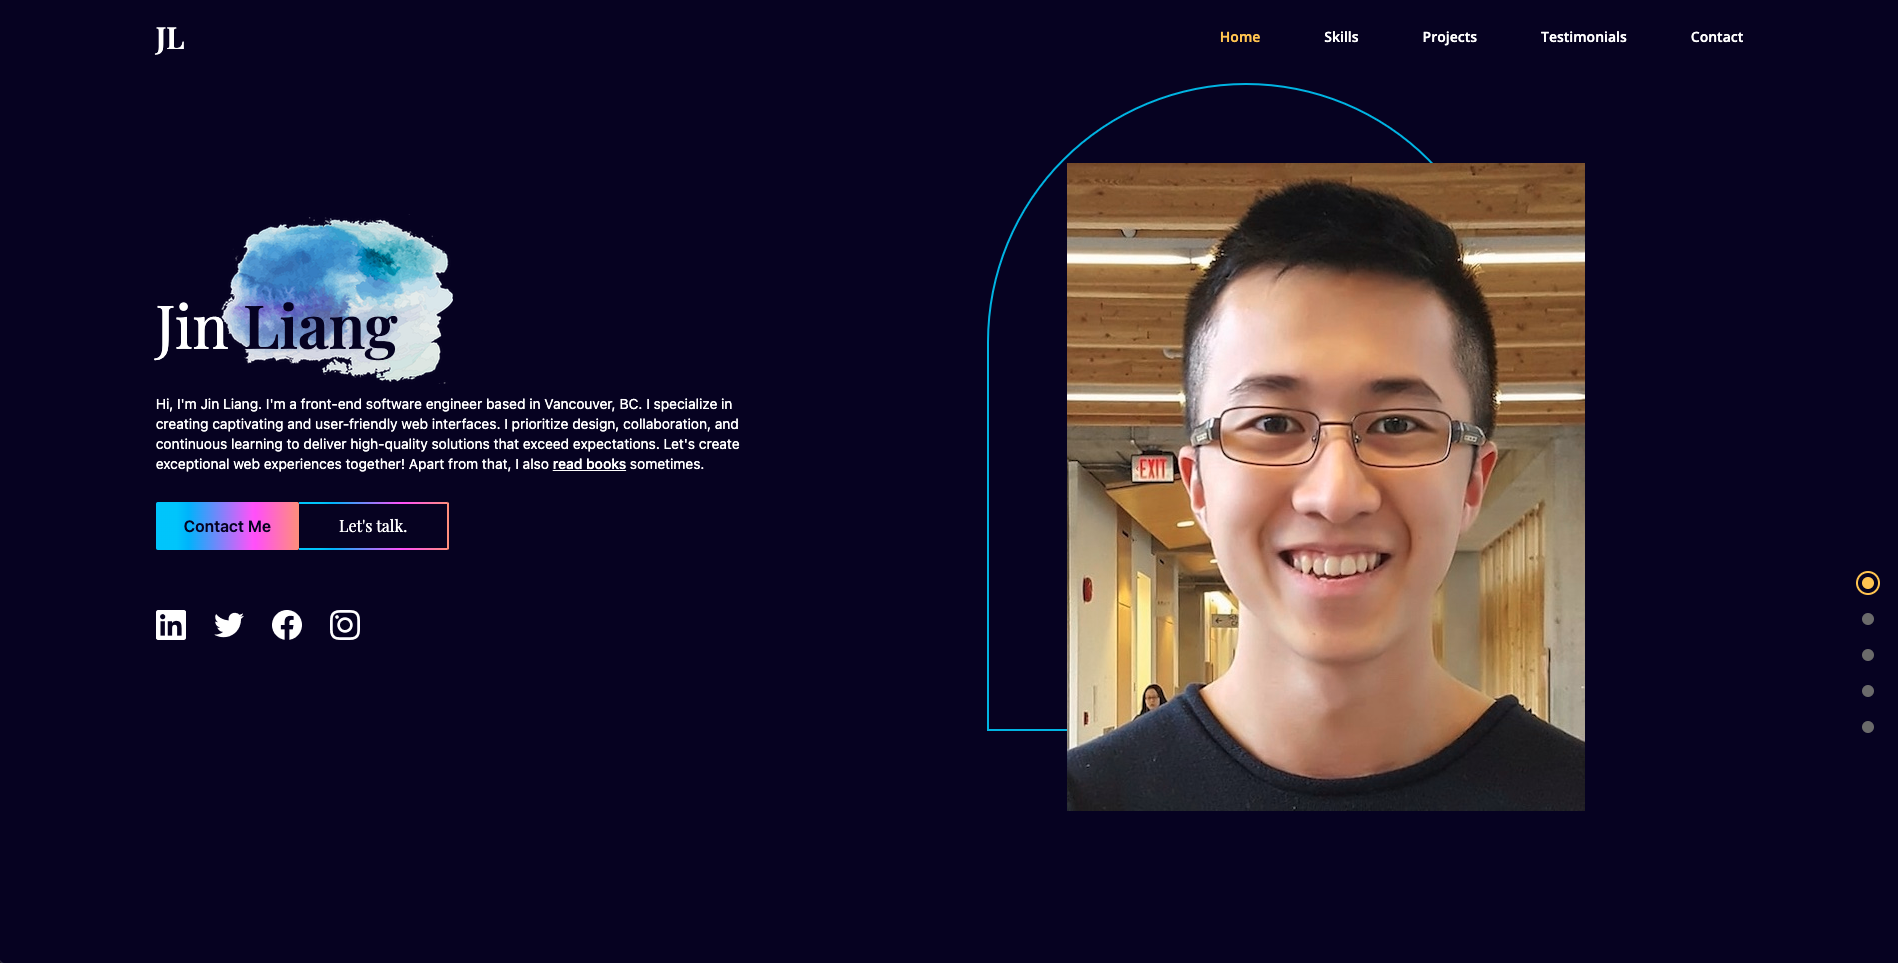 JL
Home Skills Projects Testimonials Contact
Jin Liang
Hi, I'm Jin Liang. I'm a front-end software engineer based in Vancouver, BC. I specialize in
creating captivating and user-friendly web interfaces. I prioritize design, collaboration, and
continuous learning to deliver high-quality solutions that exceed expectations. Let's create
exceptional web experiences together! Apart from that, I also read books sometimes.
Contact Me Let's talk.
in
EXIT